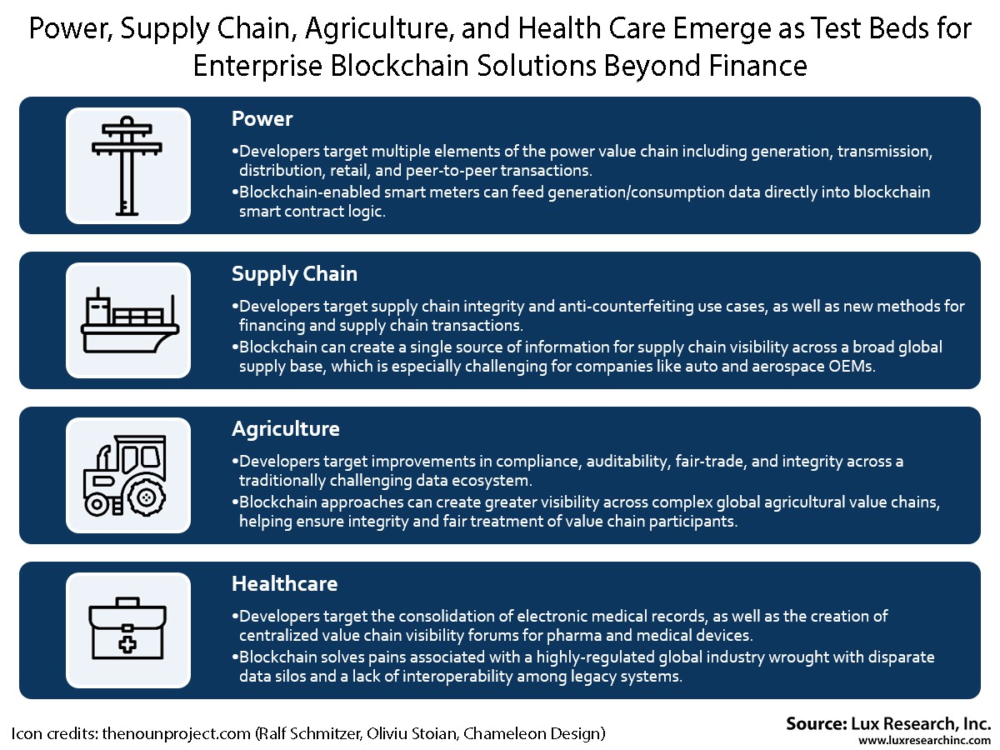 Power, Supply Chain, Agriculture, and Health Care Emerge as Test Beds for
Enterprise Blockchain Solutions Beyond Finance
Power
•Developers target multiple elements of the power value chain including generation, transmission,
distribution, retail, and peer-to-peer transactions.
•Blockchain-enabled smart meters can feed generation/consumption data directly into blockchain
smart contract logic.
Supply Chain
•Developers target supply chain integrity and anti-counterfeiting use cases, as well as new methods for
financing and supply chain transactions.
•Blockchain can create a single source of information for supply chain visibility across a broad global
supply base, which is especially challenging for companies like auto and aerospace OEMs.
Agriculture
•Developers target improvements in compliance, auditability, fair-trade, and integrity across a
traditionally challenging data ecosystem.
•Blockchain approaches can create greater visibility across complex global agricultural value chains,
helping ensure integrity and fair treatment of value chain participants.
Healthcare
•Developers target the consolidation of electronic medical records, as well as the creation of
centralized value chain visibility forums for pharma and medical devices.
•Blockchain solves pains associated with a highly-regulated global industry wrought with disparate
data silos and a lack of interoperability among legacy systems.
Icon credits: thenounproject.com (Ralf Schmitzer, Oliviu Stoian, Chameleon Design)
Source: Lux Research, Inc.
www.luxresearchinc.com